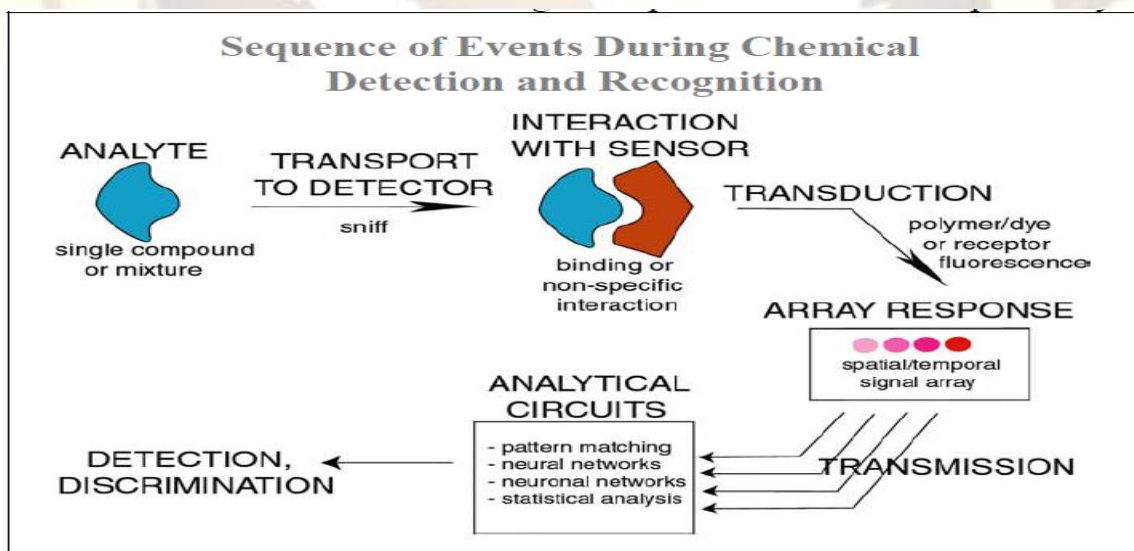 Sequence of Events During Chemical
Detection and Recognition
ANALYTE
single compound
or mixture
TRANSPORT
TO DETECTOR
sniff
INTERACTION
WITH SENSOR
binding or
non-specific
interaction
TRANSDUCTION
polymer/dye
or receptor
fluorescence
ARRAY RESPONSE
spatial/temporal
signal array
TRANSMISSION
ANALYTICAL
CIRCUITS
- pattern matching
- neural networks
- neuronal networks
- statistical analysis
DETECTION,
DISCRIMINATION